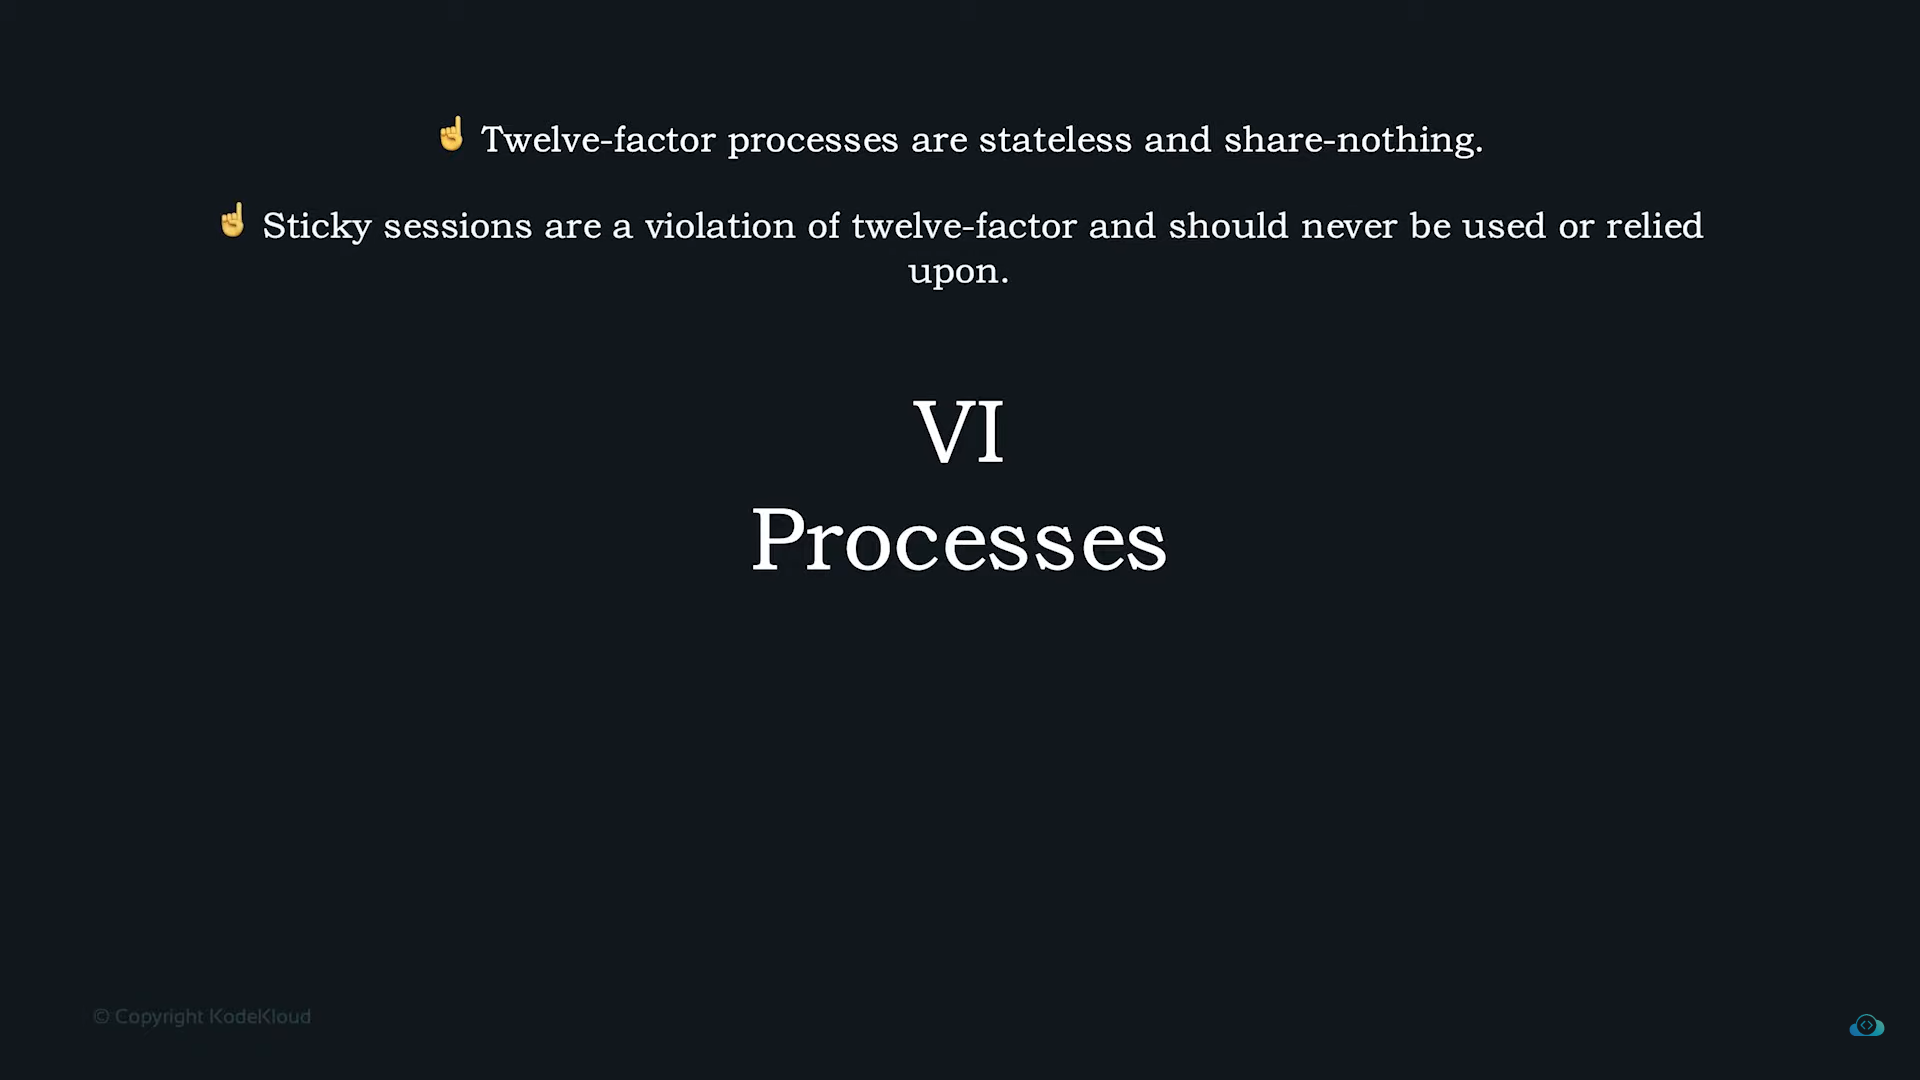 ☝ Twelve-factor processes are stateless and share-nothing.
☝ Sticky sessions are a violation of twelve-factor and should never be used or relied
upon.
VI
Processes
© Copyright KodeKloud